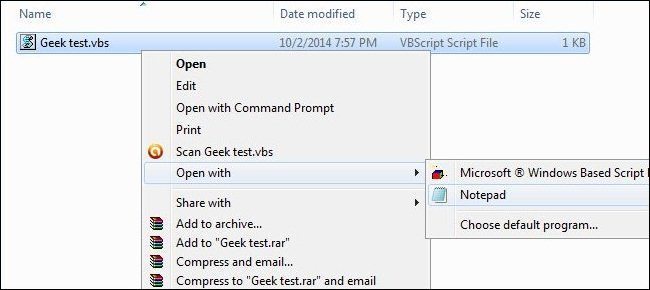 Name Date modified Type Size
Geek test.vbs 10/2/2014 7:57 PM VBScript Script File 1 KB
Open
Edit
Open with Command Prompt
Print
Scan Geek test.vbs
Open with
Microsoft ® Windows Based Script
Notepad
Choose default program...
Share with
Add to archive...
Add to "Geek test.rar"
Compress and email...
Compress to "Geek test.rar" and email